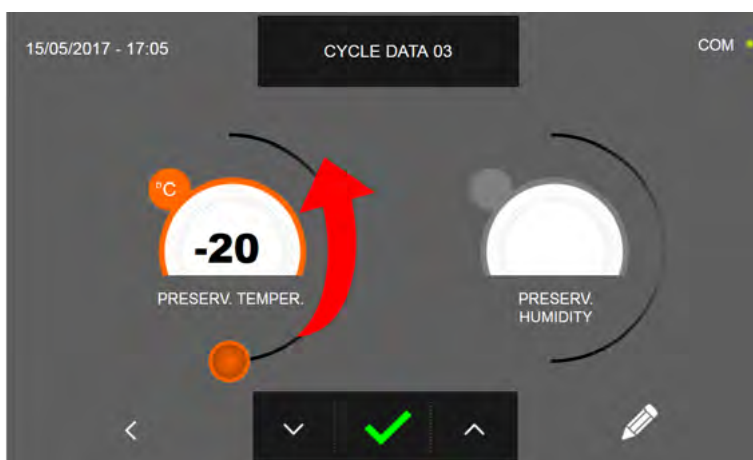 15/05/2017 - 17:05
CYCLE DATA 03
COM
°C
-20
PRESERV. TEMPER.
PRESERV.
HUMIDITY